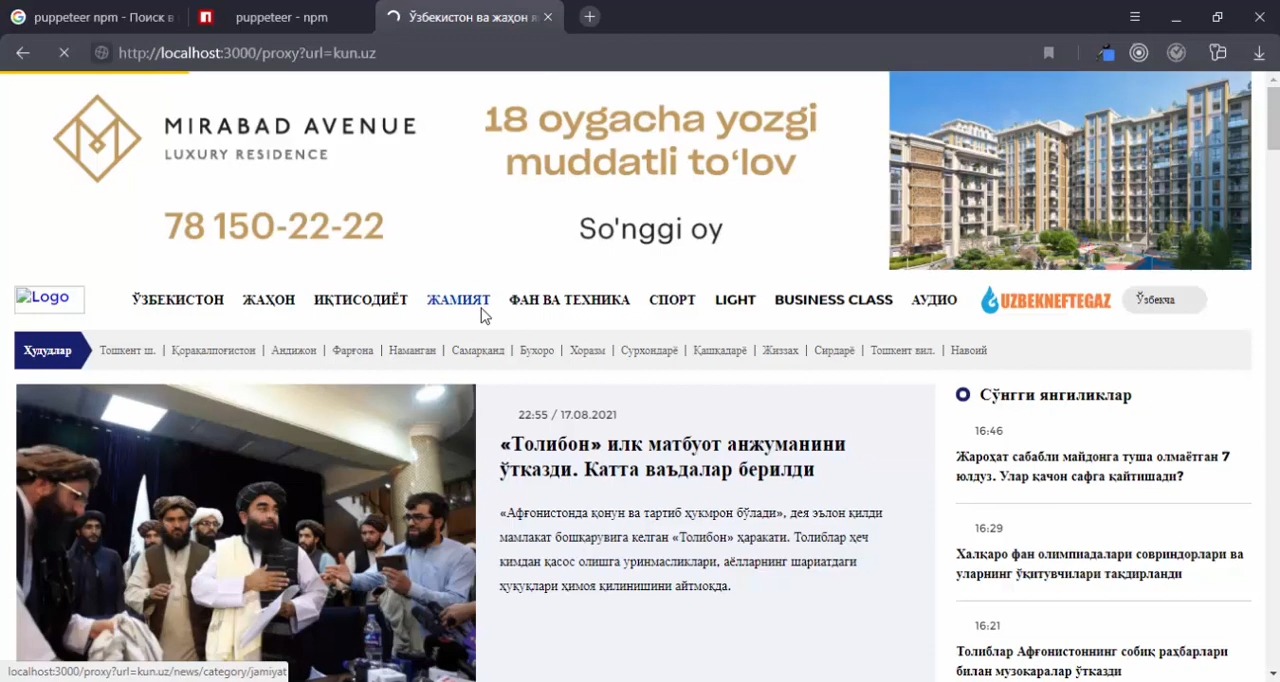 puppeteer npm - Поиск в
puppeteer - npm
Ўзбекистон ва жаҳон я
http://localhost:3000/proxy?url=kun.uz
MIRABAD AVENUE
LUXURY RESIDENCE
78 150-22-22
18 oygacha yozgi
muddatli to‘lov
So'nggi oy
Logo
ЎЗБЕКИСТОН ЖАҲОН ИҚТИСОДИЁТ ЖАМИЯТ ФАН ВА ТЕХНИКА СПОРТ LIGHT BUSINESS CLASS АУДИО
UZBEKNEFTEGAZ
Ўзбекча
Ҳудудлар
Тошкент ш. | Қорақалпоғистон | Андижон | Фарғона | Наманган | Самарқанд | Бухоро | Хоразм | Сурхондарё | Қашқадарё | Жиззах | Сирдарё | Тошкент вил. | Навоий
22:55 / 17.08.2021
«Толибон» илк матбуот анжуманини
ўтказди. Катта ваъдалар берилди
«Афғонистонда қонун ва тартиб ҳукмрон бўлади», дея эълон қилди
мамлакат бошқарувига келган «Толибон» ҳаракати. Толиблар ҳеч
кимдан қасос олишга уринмасликлари, аёлларнинг шариатдаги
ҳуқуқлари ҳимоя қилинишини айтмоқда.
Сўнгги янгиликлар
16:46
Жароҳат сабабли майдонга туша олмаётган 7
юлдуз. Улар қачон сафга қайтишади?
16:29
Халқаро фан олимпиадалари совриндорлари ва
уларнинг ўқитувчилари тақдирланди
16:21
Толиблар Афғонистоннинг собиқ раҳбарлари
билан музокаралар ўтказди
localhost:3000/proxy?url=kun.uz/news/category/jamiyat